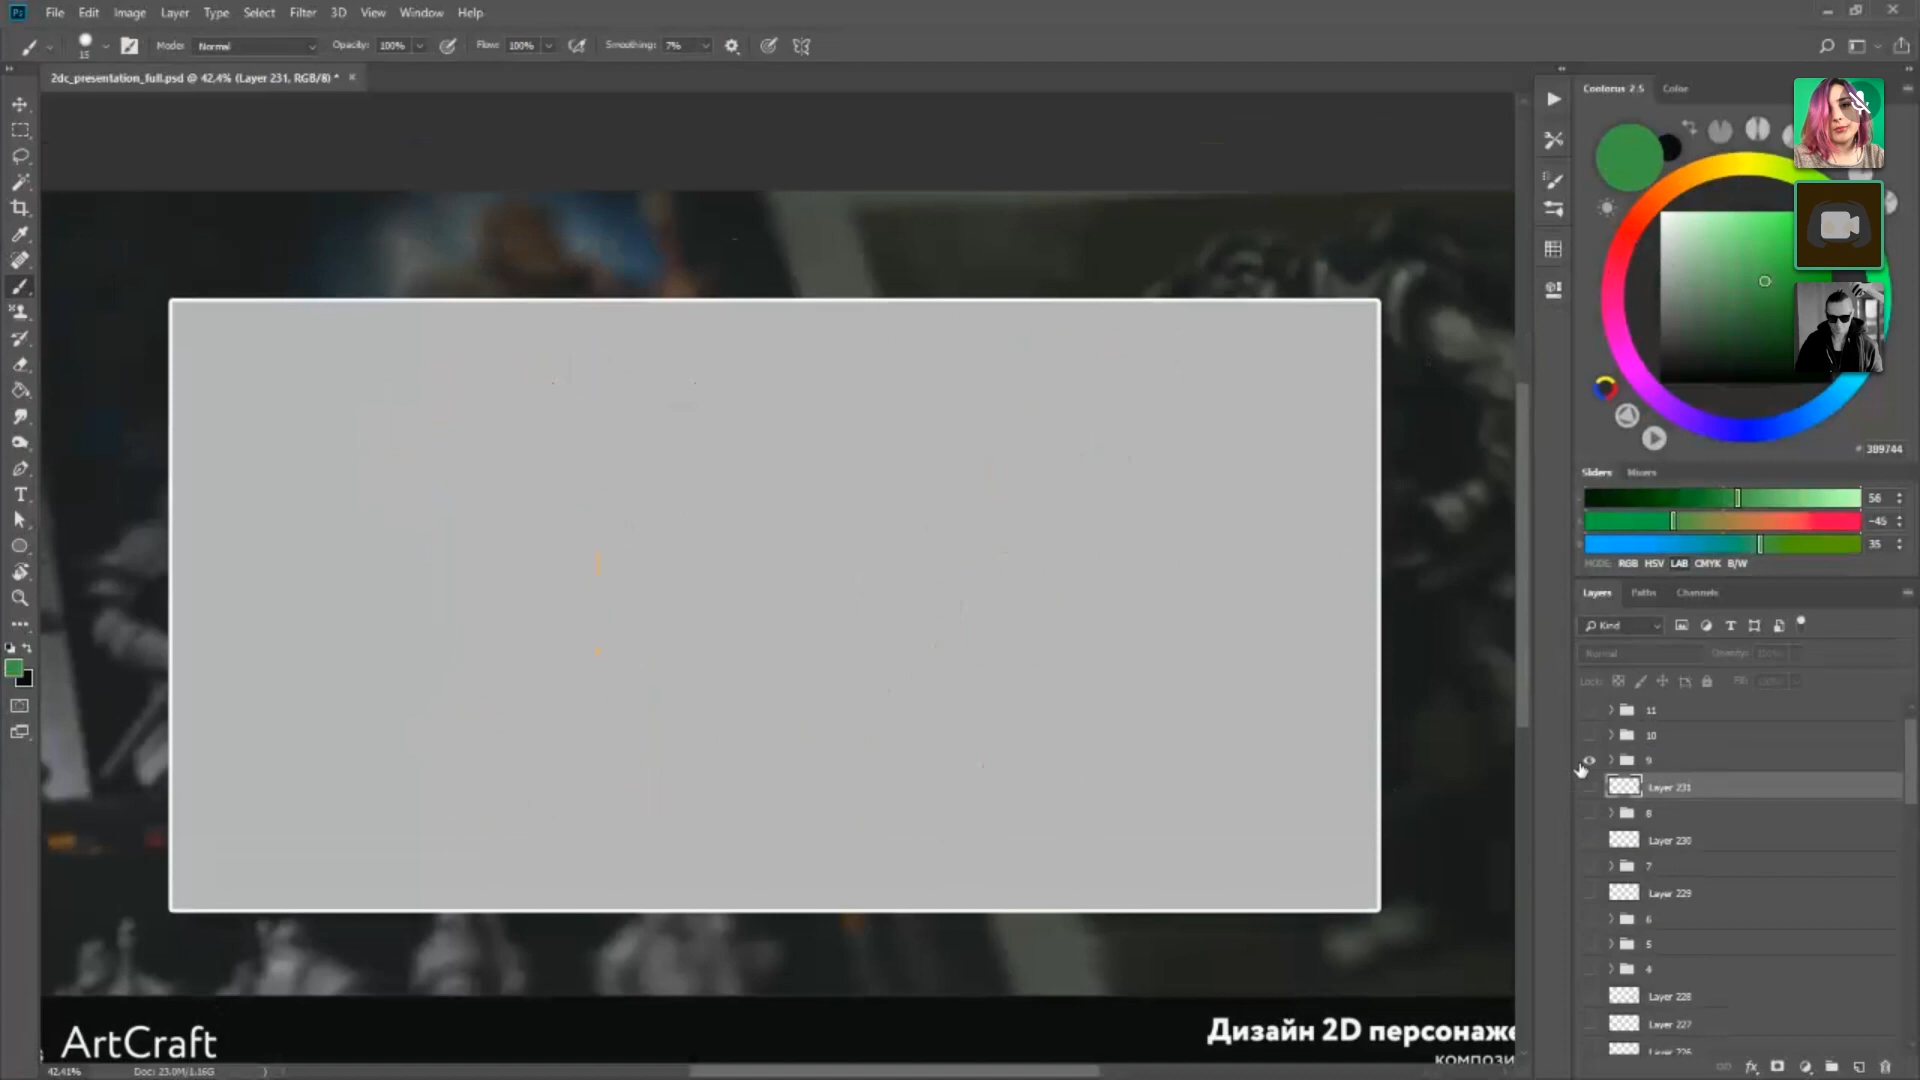 File Edit Image Layer Type Select Filter 3D View Window Help
15 Mode: Normal Opacity: 100% Flow: 100% Smoothing: 7%
2dc_presentation_full.psd @ 42,4% (Layer 231, RGB/8) *
Coolorus 2.5 Color
# 389744
Sliders Mixers
56
-45
35
MODE: RGB HSV LAB CMYK B/W
Layers Paths Channels
Kind
Normal Opacity:
Lock: Fill:
11
10
9
Layer 231
8
Layer 230
7
Layer 229
6
5
4
Layer 228
Layer 227
Layer 226
ArtCraft
Дизайн 2D персонаже
компози
42,41% Doc: 23,0M/1,16G